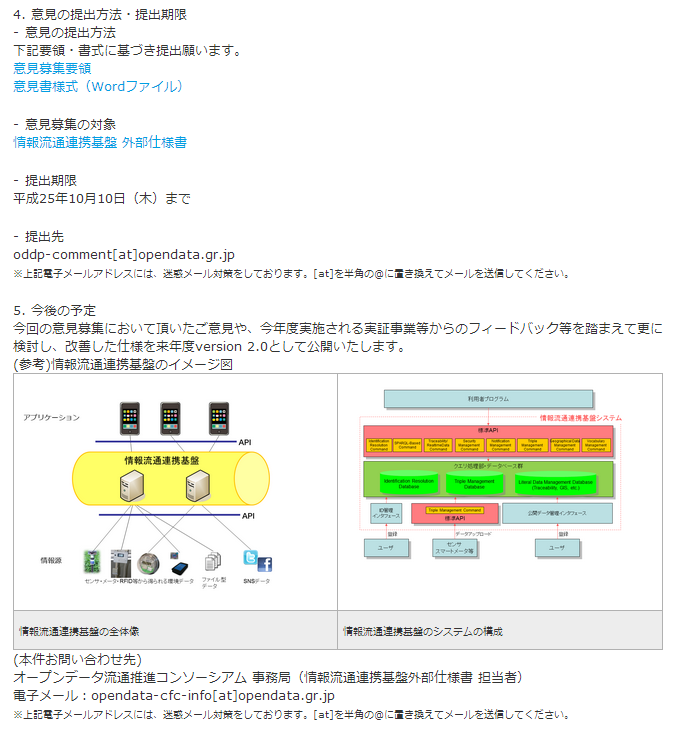 4. 意見の提出方法・提出期限
- 意見の提出方法
下記要領・書式に基づき提出願います。
意見募集要領
意見書様式（Wordファイル）
- 意見募集の対象
情報流通連携基盤 外部仕様書
- 提出期限
平成25年10月10日（木）まで
- 提出先
oddp-comment[at]opendata.gr.jp
※上記電子メールアドレスには、迷惑メール対策をしております。[at]を半角の@に置き換えてメールを送信してください。
5. 今後の予定
今回の意見募集において頂いたご意見や、今年度実施される実証事業等からのフィードバック等を踏まえて更に
検討し、改善した仕様を来年度version 2.0として公開いたします。
(参考)情報流通連携基盤のイメージ図
アプリケーション
API
情報流通連携基盤
API
情報源
センサ・メータ・RFID等から得られる環境データ
ファイル型
データ
SNSデータ
利用者プログラム
情報流通連携基盤システム
標準API
Identification
Resolution
Command
SPARQL-Based
Command
Traceability/
RealtimeData
Command
Security
Management
Command
Notification
Management
Command
Triple
Management
Command
Geographical Data
Management
Command
Vocabulary
Management
Command
クエリ処理部・データベース群
Identification Resolution
Database
Triple Management
Database
Literal Data Management Database
(Traceability, GIS, etc.)
ID管理
インタフェース
Triple Management Command
標準API
公開データ管理インタフェース
登録
データアップロード
登録
ユーザ
センサ
スマートメータ等
ユーザ
情報流通連携基盤の全体像
情報流通連携基盤のシステムの構成
(本件お問い合わせ先)
オープンデータ流通推進コンソーシアム 事務局（情報流通連携基盤外部仕様書 担当者）
電子メール：opendata-cfc-info[at]opendata.gr.jp
※上記電子メールアドレスには、迷惑メール対策をしております。[at]を半角の@に置き換えてメールを送信してください。